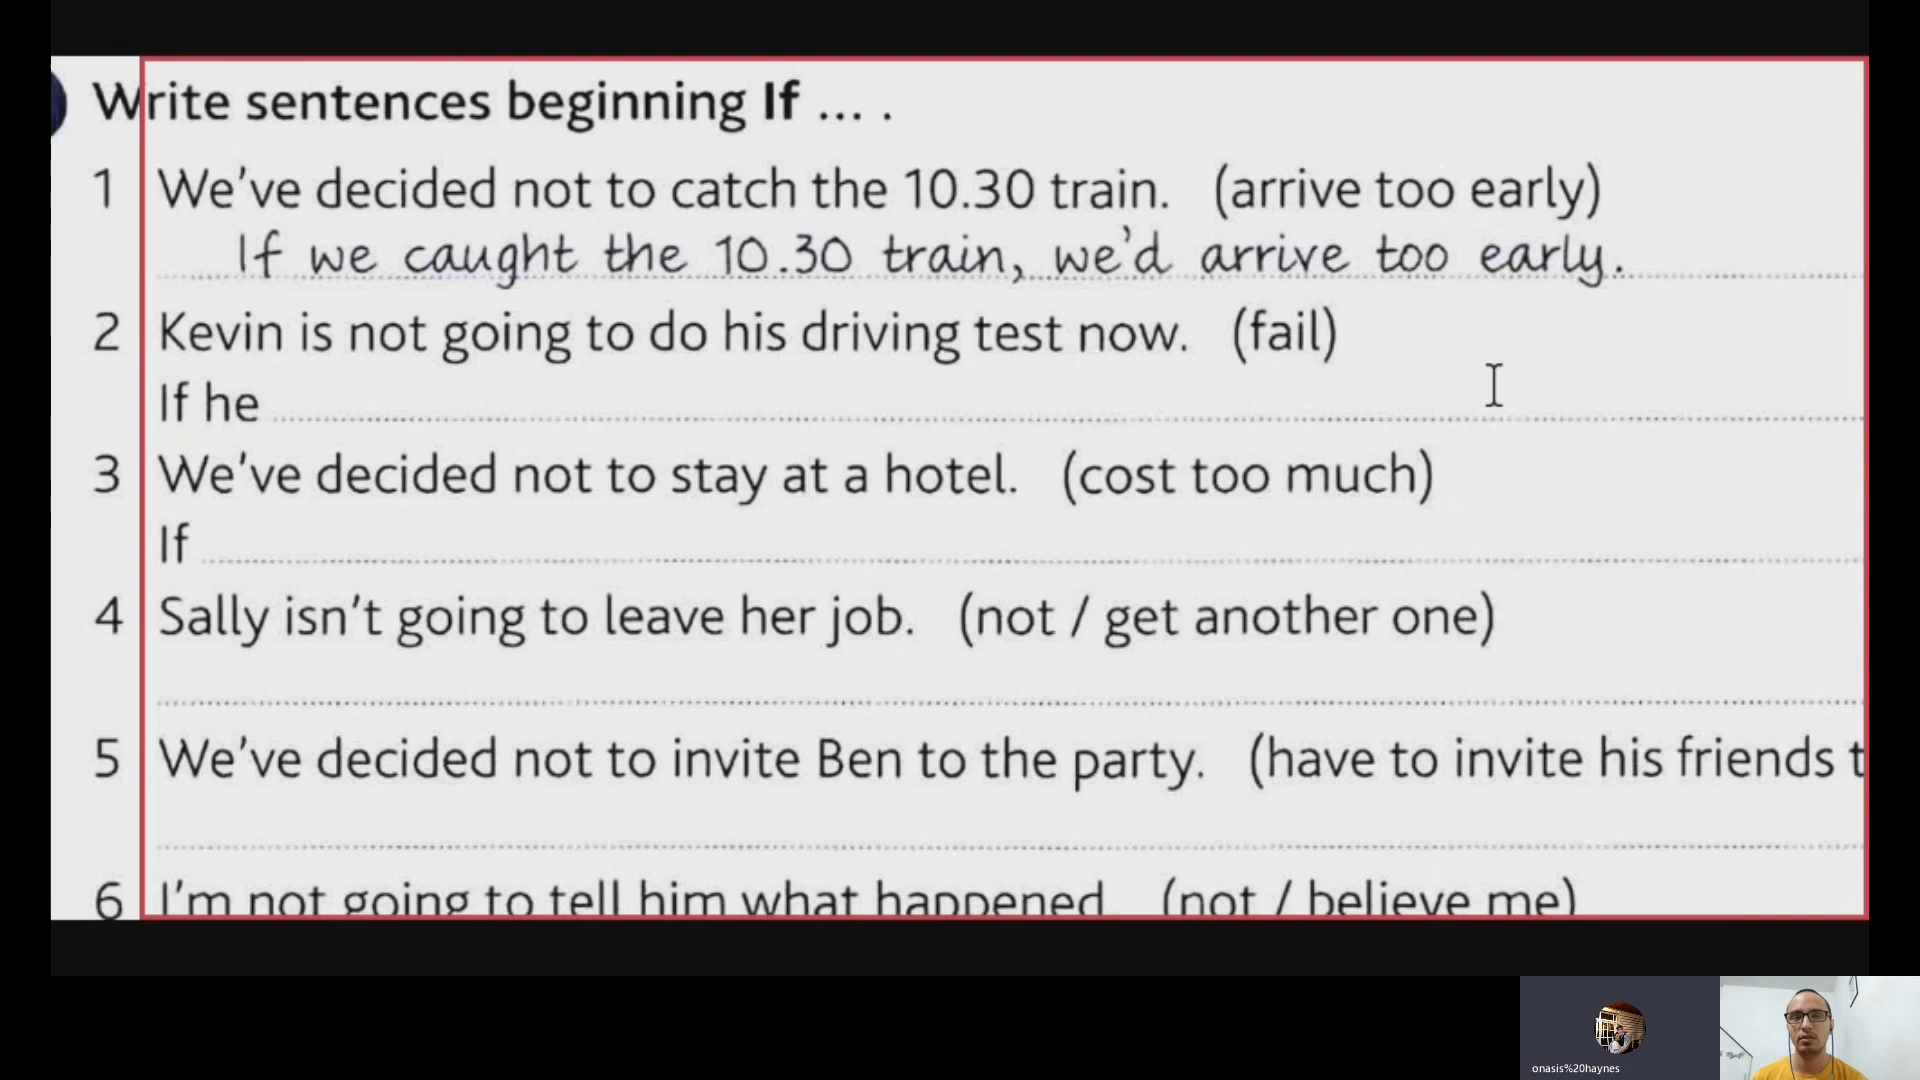 Write sentences beginning If ... .
1 We've decided not to catch the 10.30 train. (arrive too early)
If we caught the 10.30 train, we'd arrive too early.
2 Kevin is not going to do his driving test now. (fail)
If he
3 We've decided not to stay at a hotel. (cost too much)
If
4 Sally isn't going to leave her job. (not / get another one)
5 We've decided not to invite Ben to the party. (have to invite his friends t
6 I'm not going to tell him what happened (not / believe me)
onasis%20haynes